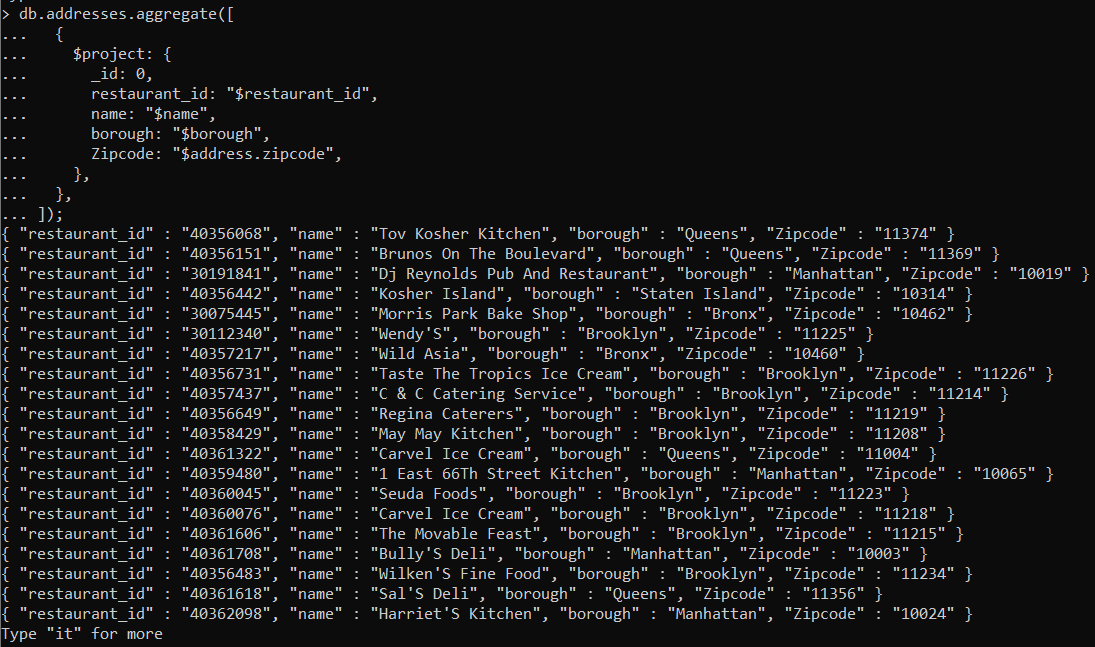 > db.addresses.aggregate([
...   {
...     $project: {
...       _id: 0,
...       restaurant_id: "$restaurant_id",
...       name: "$name",
...       borough: "$borough",
...       Zipcode: "$address.zipcode",
...     },
...   },
... ]);
{ "restaurant_id" : "40356068", "name" : "Tov Kosher Kitchen", "borough" : "Queens", "Zipcode" : "11374" }
{ "restaurant_id" : "40356151", "name" : "Brunos On The Boulevard", "borough" : "Queens", "Zipcode" : "11369" }
{ "restaurant_id" : "30191841", "name" : "Dj Reynolds Pub And Restaurant", "borough" : "Manhattan", "Zipcode" : "10019" }
{ "restaurant_id" : "40356442", "name" : "Kosher Island", "borough" : "Staten Island", "Zipcode" : "10314" }
{ "restaurant_id" : "30075445", "name" : "Morris Park Bake Shop", "borough" : "Bronx", "Zipcode" : "10462" }
{ "restaurant_id" : "30112340", "name" : "Wendy'S", "borough" : "Brooklyn", "Zipcode" : "11225" }
{ "restaurant_id" : "40357217", "name" : "Wild Asia", "borough" : "Bronx", "Zipcode" : "10460" }
{ "restaurant_id" : "40356731", "name" : "Taste The Tropics Ice Cream", "borough" : "Brooklyn", "Zipcode" : "11226" }
{ "restaurant_id" : "40357437", "name" : "C & C Catering Service", "borough" : "Brooklyn", "Zipcode" : "11214" }
{ "restaurant_id" : "40356649", "name" : "Regina Caterers", "borough" : "Brooklyn", "Zipcode" : "11219" }
{ "restaurant_id" : "40358429", "name" : "May May Kitchen", "borough" : "Brooklyn", "Zipcode" : "11208" }
{ "restaurant_id" : "40361322", "name" : "Carvel Ice Cream", "borough" : "Queens", "Zipcode" : "11004" }
{ "restaurant_id" : "40359480", "name" : "1 East 66Th Street Kitchen", "borough" : "Manhattan", "Zipcode" : "10065" }
{ "restaurant_id" : "40360045", "name" : "Seuda Foods", "borough" : "Brooklyn", "Zipcode" : "11223" }
{ "restaurant_id" : "40360076", "name" : "Carvel Ice Cream", "borough" : "Brooklyn", "Zipcode" : "11218" }
{ "restaurant_id" : "40361606", "name" : "The Movable Feast", "borough" : "Brooklyn", "Zipcode" : "11215" }
{ "restaurant_id" : "40361708", "name" : "Bully'S Deli", "borough" : "Manhattan", "Zipcode" : "10003" }
{ "restaurant_id" : "40356483", "name" : "Wilken'S Fine Food", "borough" : "Brooklyn", "Zipcode" : "11234" }
{ "restaurant_id" : "40361618", "name" : "Sal'S Deli", "borough" : "Queens", "Zipcode" : "11356" }
{ "restaurant_id" : "40362098", "name" : "Harriet'S Kitchen", "borough" : "Manhattan", "Zipcode" : "10024" }
Type "it" for more